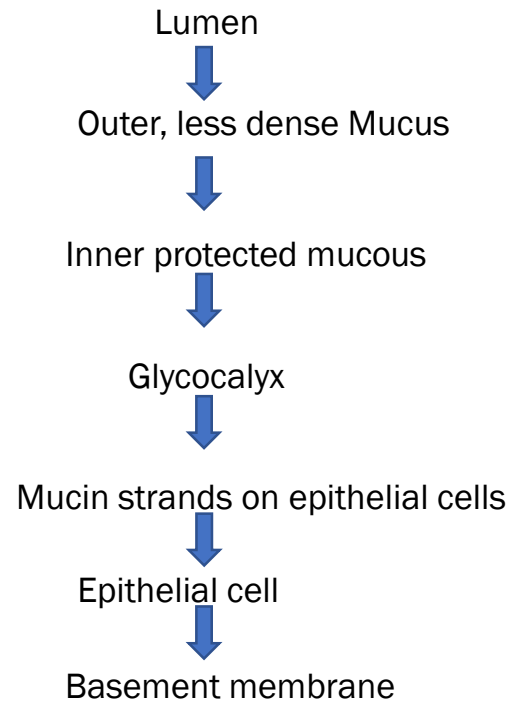 Lumen
Outer, less dense Mucus
Inner protected mucous
Glycocalyx
Mucin strands on epithelial cells
Epithelial cell
Basement membrane